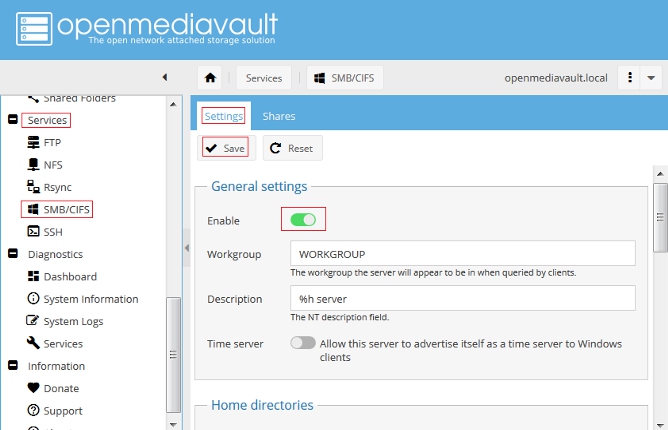 openmediavault
The open network attached storage solution
Services
SMB/CIFS
openmediavault.local
Shared Folders
Services
FTP
NFS
Rsync
SMB/CIFS
SSH
Diagnostics
Dashboard
System Information
System Logs
Services
Information
Donate
Support
Settings
Shares
Save
Reset
General settings
Enable
Workgroup
WORKGROUP
The workgroup the server will appear to be in when queried by clients.
Description
%h server
The NT description field.
Time server
Allow this server to advertise itself as a time server to Windows
clients
Home directories